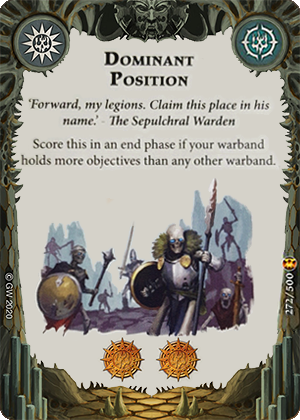 DOMINANT
POSITION
‘Forward, my legions. Claim this place in his
name.’ - The Sepulchral Warden
Score this in an end phase if your warband
holds more objectives than any other warband.
© GW 2020
272/500